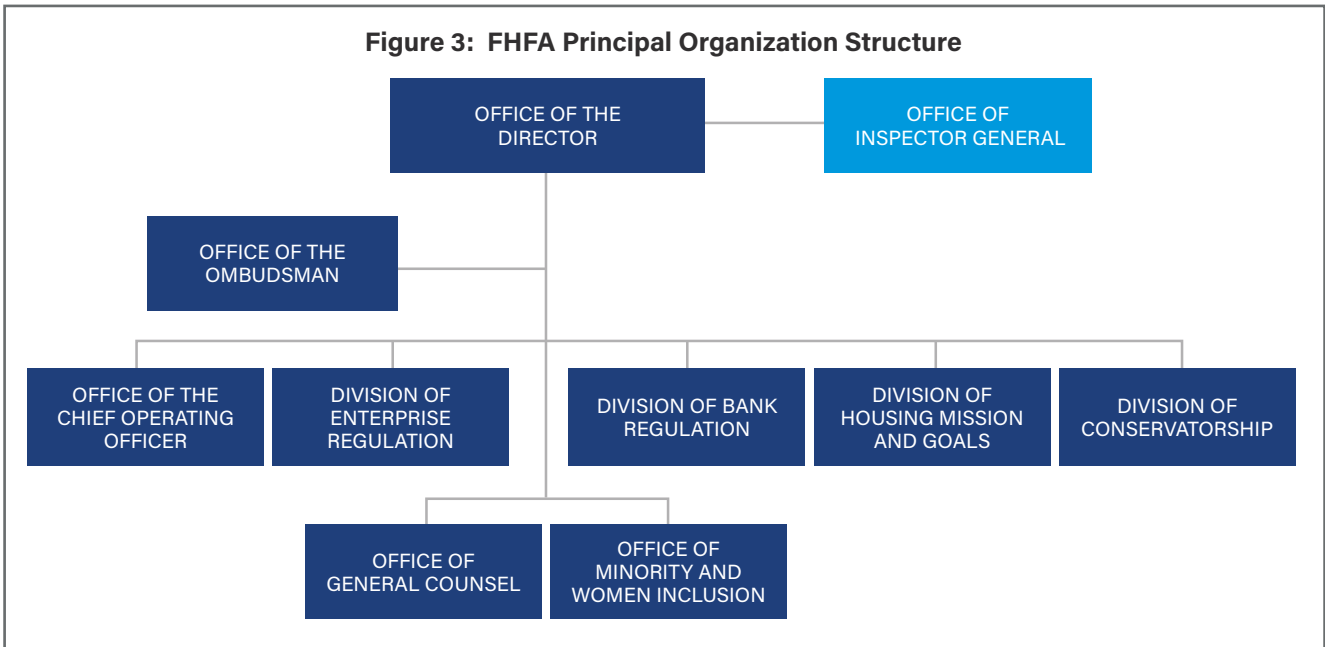 Figure 3: FHFA Principal Organization Structure
OFFICE OF THE
DIRECTOR
OFFICE OF
INSPECTOR GENERAL
OFFICE OF THE
OMBUDSMAN
OFFICE OF THE
CHIEF OPERATING
OFFICER
DIVISION OF
ENTERPRISE
REGULATION
DIVISION OF BANK
REGULATION
DIVISION OF
HOUSING MISSION
AND GOALS
DIVISION OF
CONSERVATORSHIP
OFFICE OF
GENERAL COUNSEL
OFFICE OF
MINORITY AND
WOMEN INCLUSION